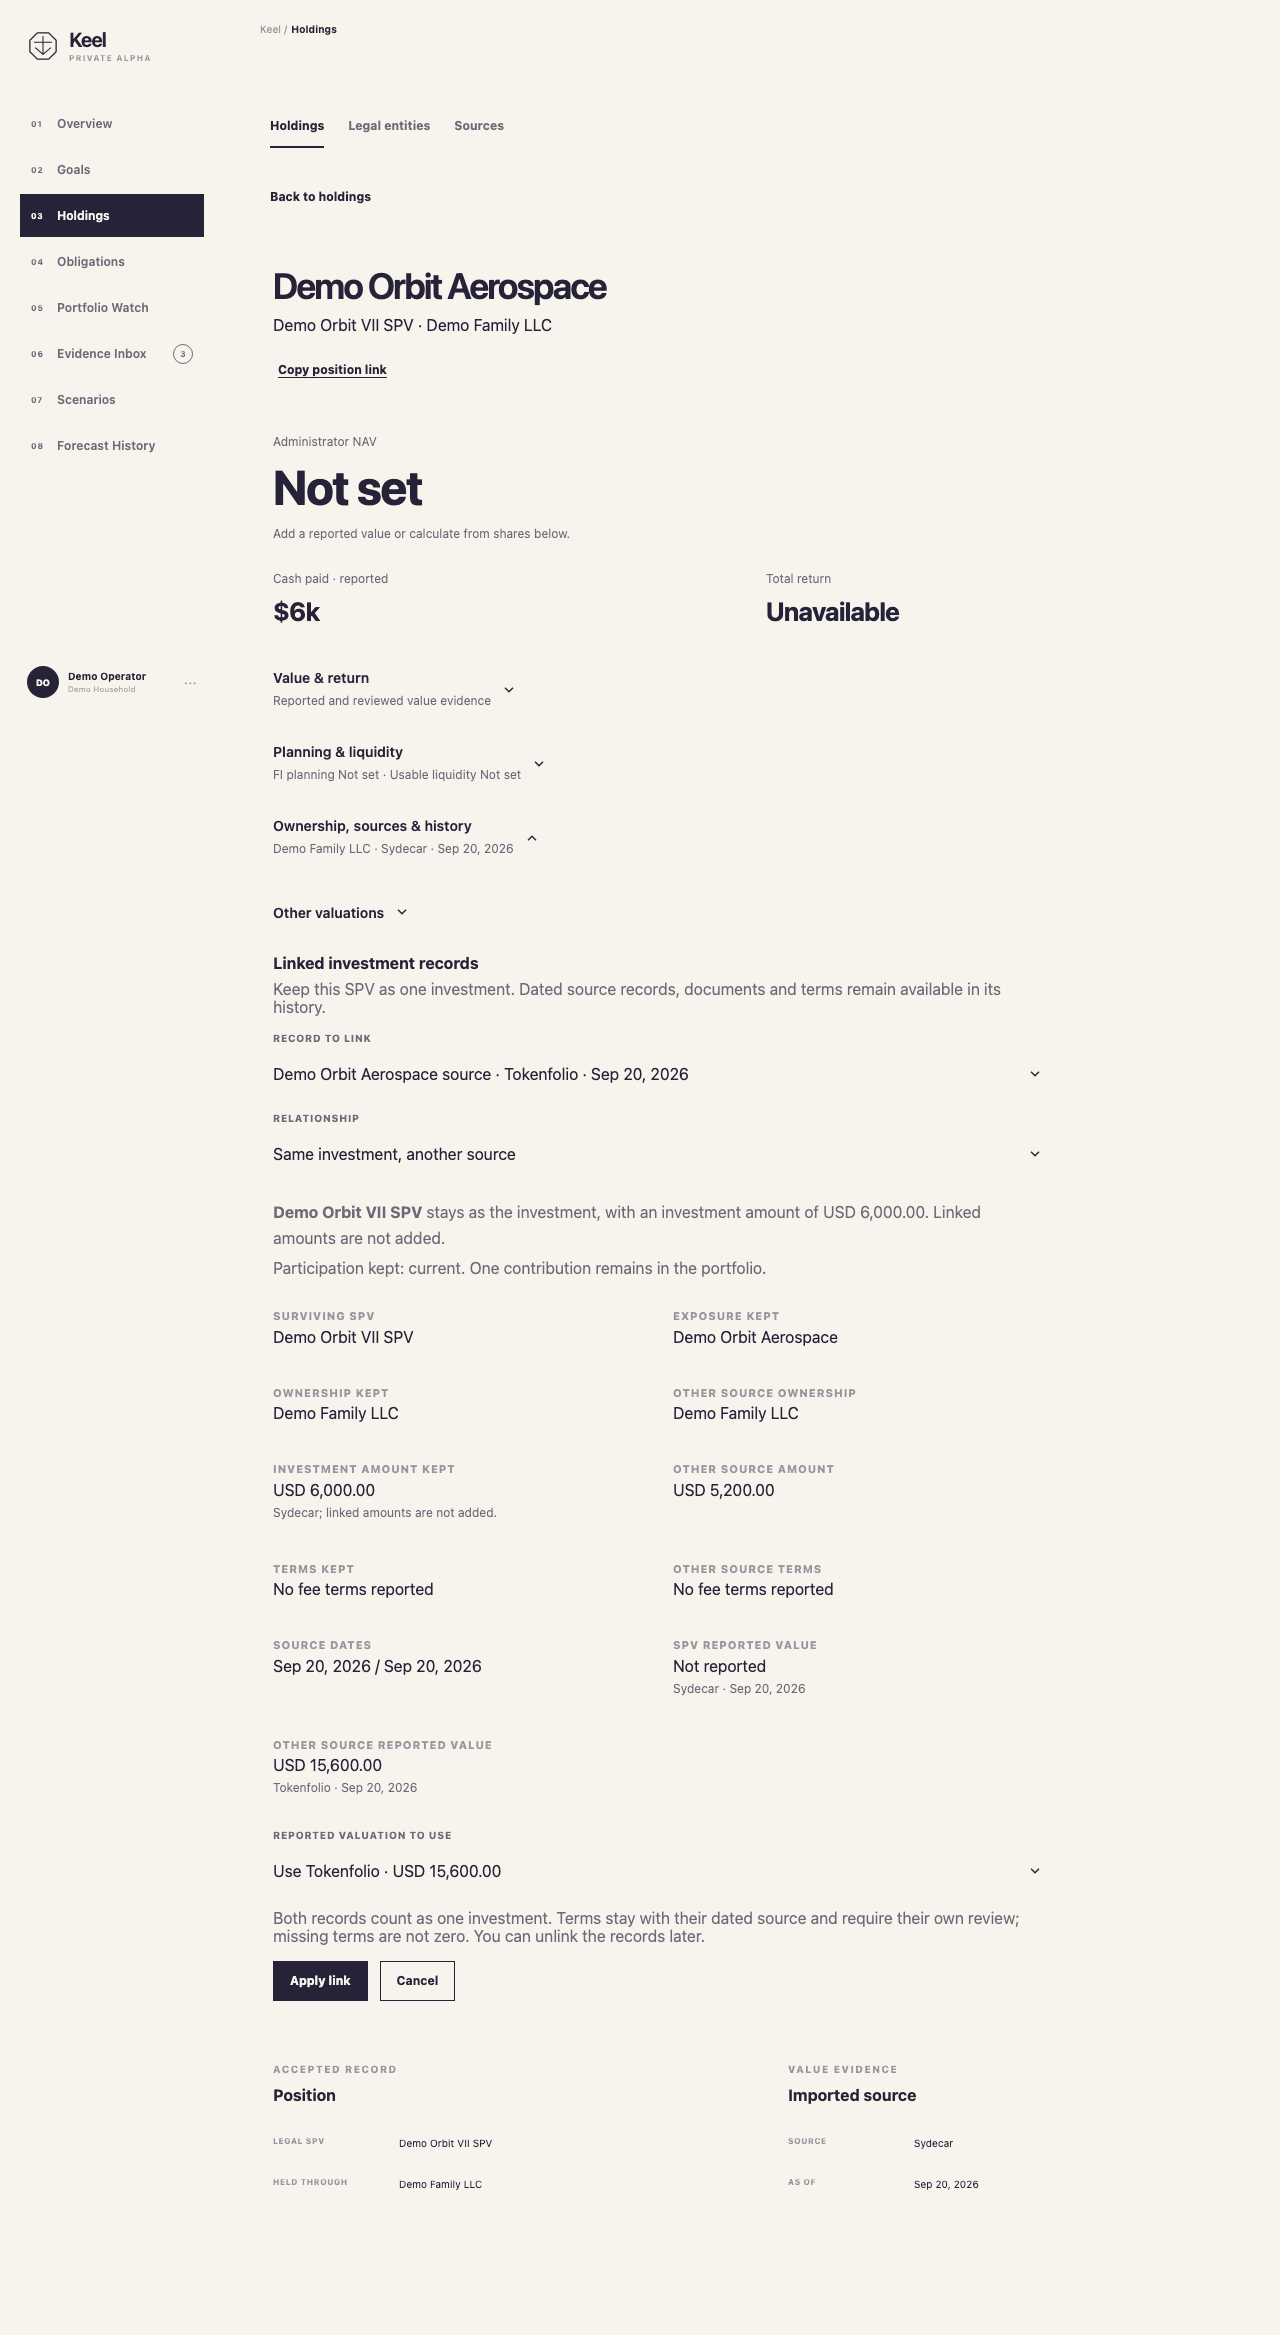 Keel
PRIVATE ALPHA
Keel / Holdings
01 Overview
02 Goals
03 Holdings
04 Obligations
05 Portfolio Watch
06 Evidence Inbox 3
07 Scenarios
08 Forecast History
DO
Demo Operator
Demo Household
...
Holdings Legal entities Sources
Back to holdings
Demo Orbit Aerospace
Demo Orbit VII SPV · Demo Family LLC
Copy position link
Administrator NAV
Not set
Add a reported value or calculate from shares below.
Cash paid · reported
$6k
Total return
Unavailable
Value & return
Reported and reviewed value evidence
Planning & liquidity
FI planning Not set · Usable liquidity Not set
Ownership, sources & history
Demo Family LLC · Sydecar · Sep 20, 2026
Other valuations
Linked investment records
Keep this SPV as one investment. Dated source records, documents and terms remain available in its
history.
RECORD TO LINK
Demo Orbit Aerospace source · Tokenfolio · Sep 20, 2026
RELATIONSHIP
Same investment, another source
Demo Orbit VII SPV stays as the investment, with an investment amount of USD 6,000.00. Linked
amounts are not added.
Participation kept: current. One contribution remains in the portfolio.
SURVIVING SPV
Demo Orbit VII SPV
EXPOSURE KEPT
Demo Orbit Aerospace
OWNERSHIP KEPT
Demo Family LLC
OTHER SOURCE OWNERSHIP
Demo Family LLC
INVESTMENT AMOUNT KEPT
USD 6,000.00
Sydecar; linked amounts are not added.
OTHER SOURCE AMOUNT
USD 5,200.00
TERMS KEPT
No fee terms reported
OTHER SOURCE TERMS
No fee terms reported
SOURCE DATES
Sep 20, 2026 / Sep 20, 2026
SPV REPORTED VALUE
Not reported
Sydecar · Sep 20, 2026
OTHER SOURCE REPORTED VALUE
USD 15,600.00
Tokenfolio · Sep 20, 2026
REPORTED VALUATION TO USE
Use Tokenfolio · USD 15,600.00
Both records count as one investment. Terms stay with their dated source and require their own review;
missing terms are not zero. You can unlink the records later.
Apply link Cancel
ACCEPTED RECORD
Position
LEGAL SPV Demo Orbit VII SPV
HELD THROUGH Demo Family LLC
VALUE EVIDENCE
Imported source
SOURCE Sydecar
AS OF Sep 20, 2026